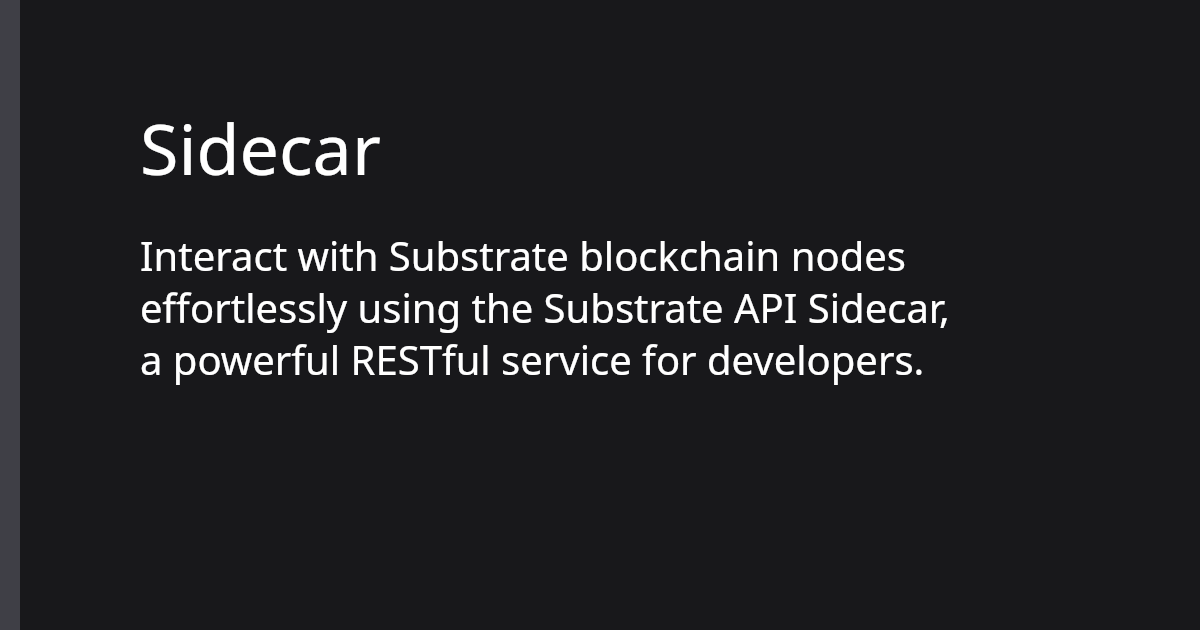 Sidecar
Interact with Substrate blockchain nodes
effortlessly using the Substrate API Sidecar,
a powerful RESTful service for developers.